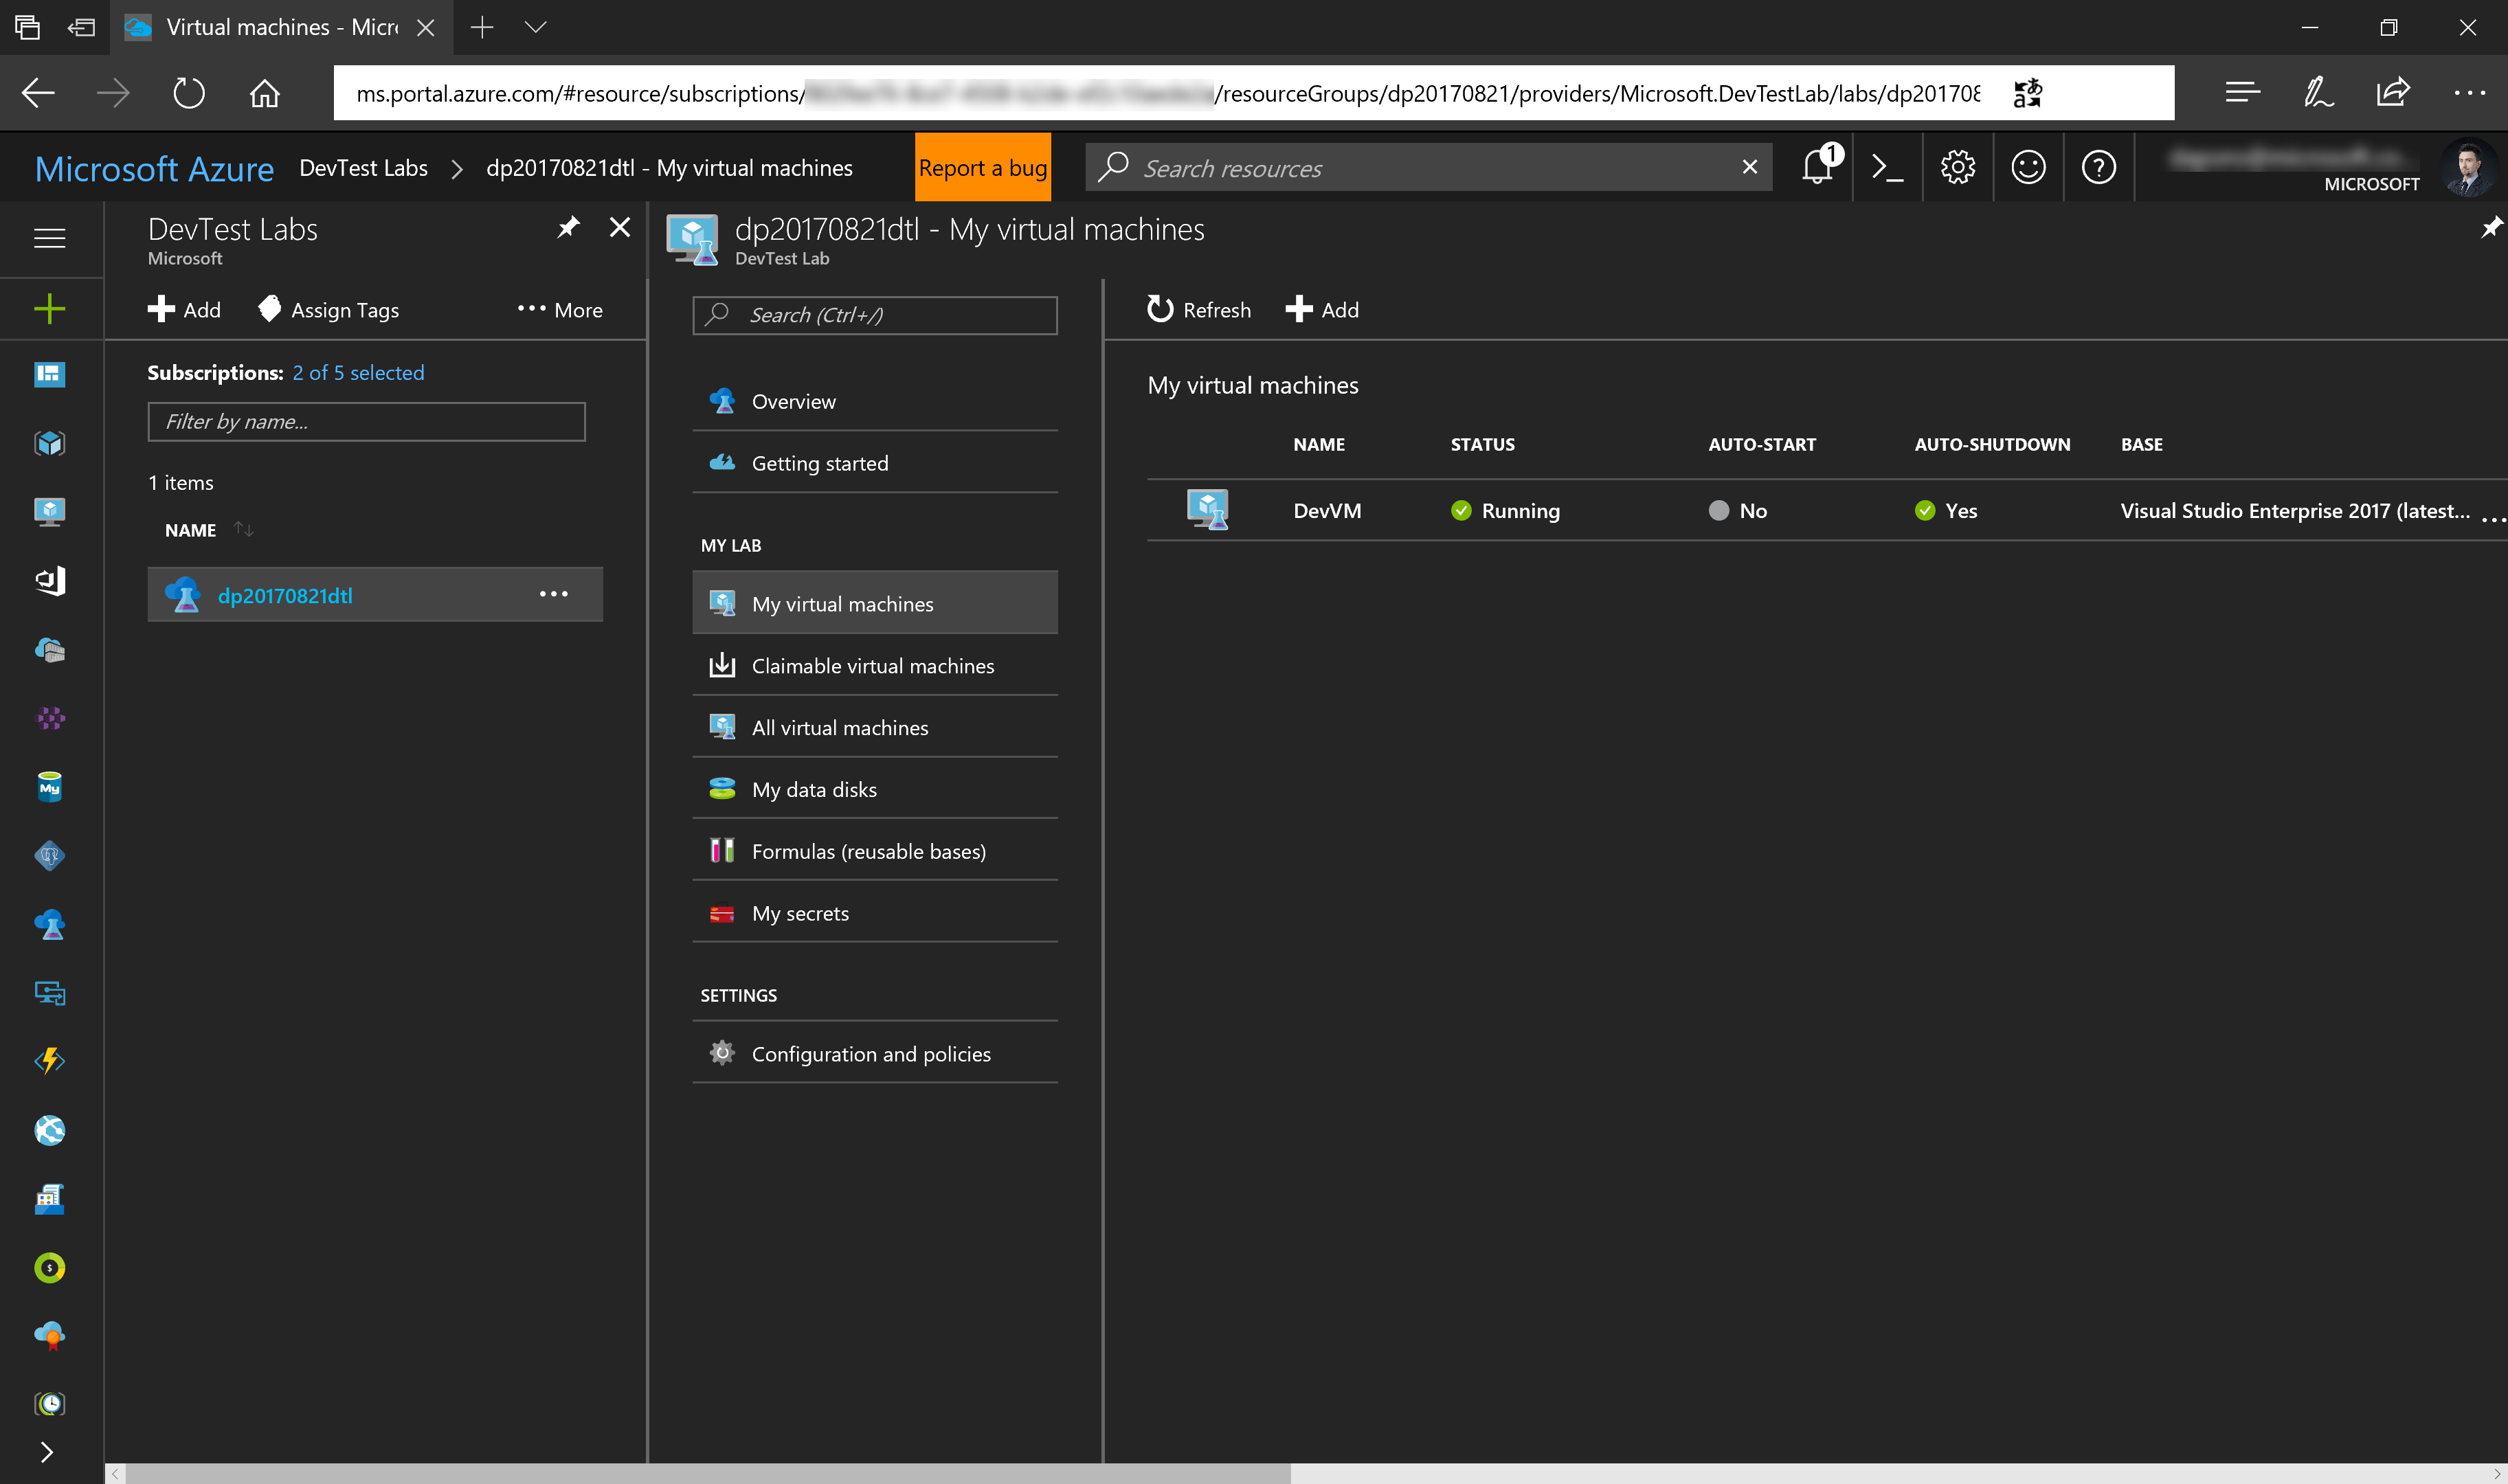 Virtual machines - Micr
ms.portal.azure.com/#resource/subscriptions/ /resourceGroups/dp20170821/providers/Microsoft.DevTestLab/labs/dp201708
Microsoft Azure DevTest Labs > dp20170821dtl - My virtual machines Report a bug Search resources 1 MICROSOFT
DevTest Labs
Microsoft
dp20170821dtl - My virtual machines
DevTest Lab
Add Assign Tags ... More
Subscriptions: 2 of 5 selected
Filter by name...
1 items
NAME
dp20170821dtl ...
Search (Ctrl+/)
Overview
Getting started
MY LAB
My virtual machines
Claimable virtual machines
All virtual machines
My data disks
Formulas (reusable bases)
My secrets
SETTINGS
Configuration and policies
Refresh Add
My virtual machines
NAME STATUS AUTO-START AUTO-SHUTDOWN BASE
DevVM Running No Yes Visual Studio Enterprise 2017 (latest... ...
My